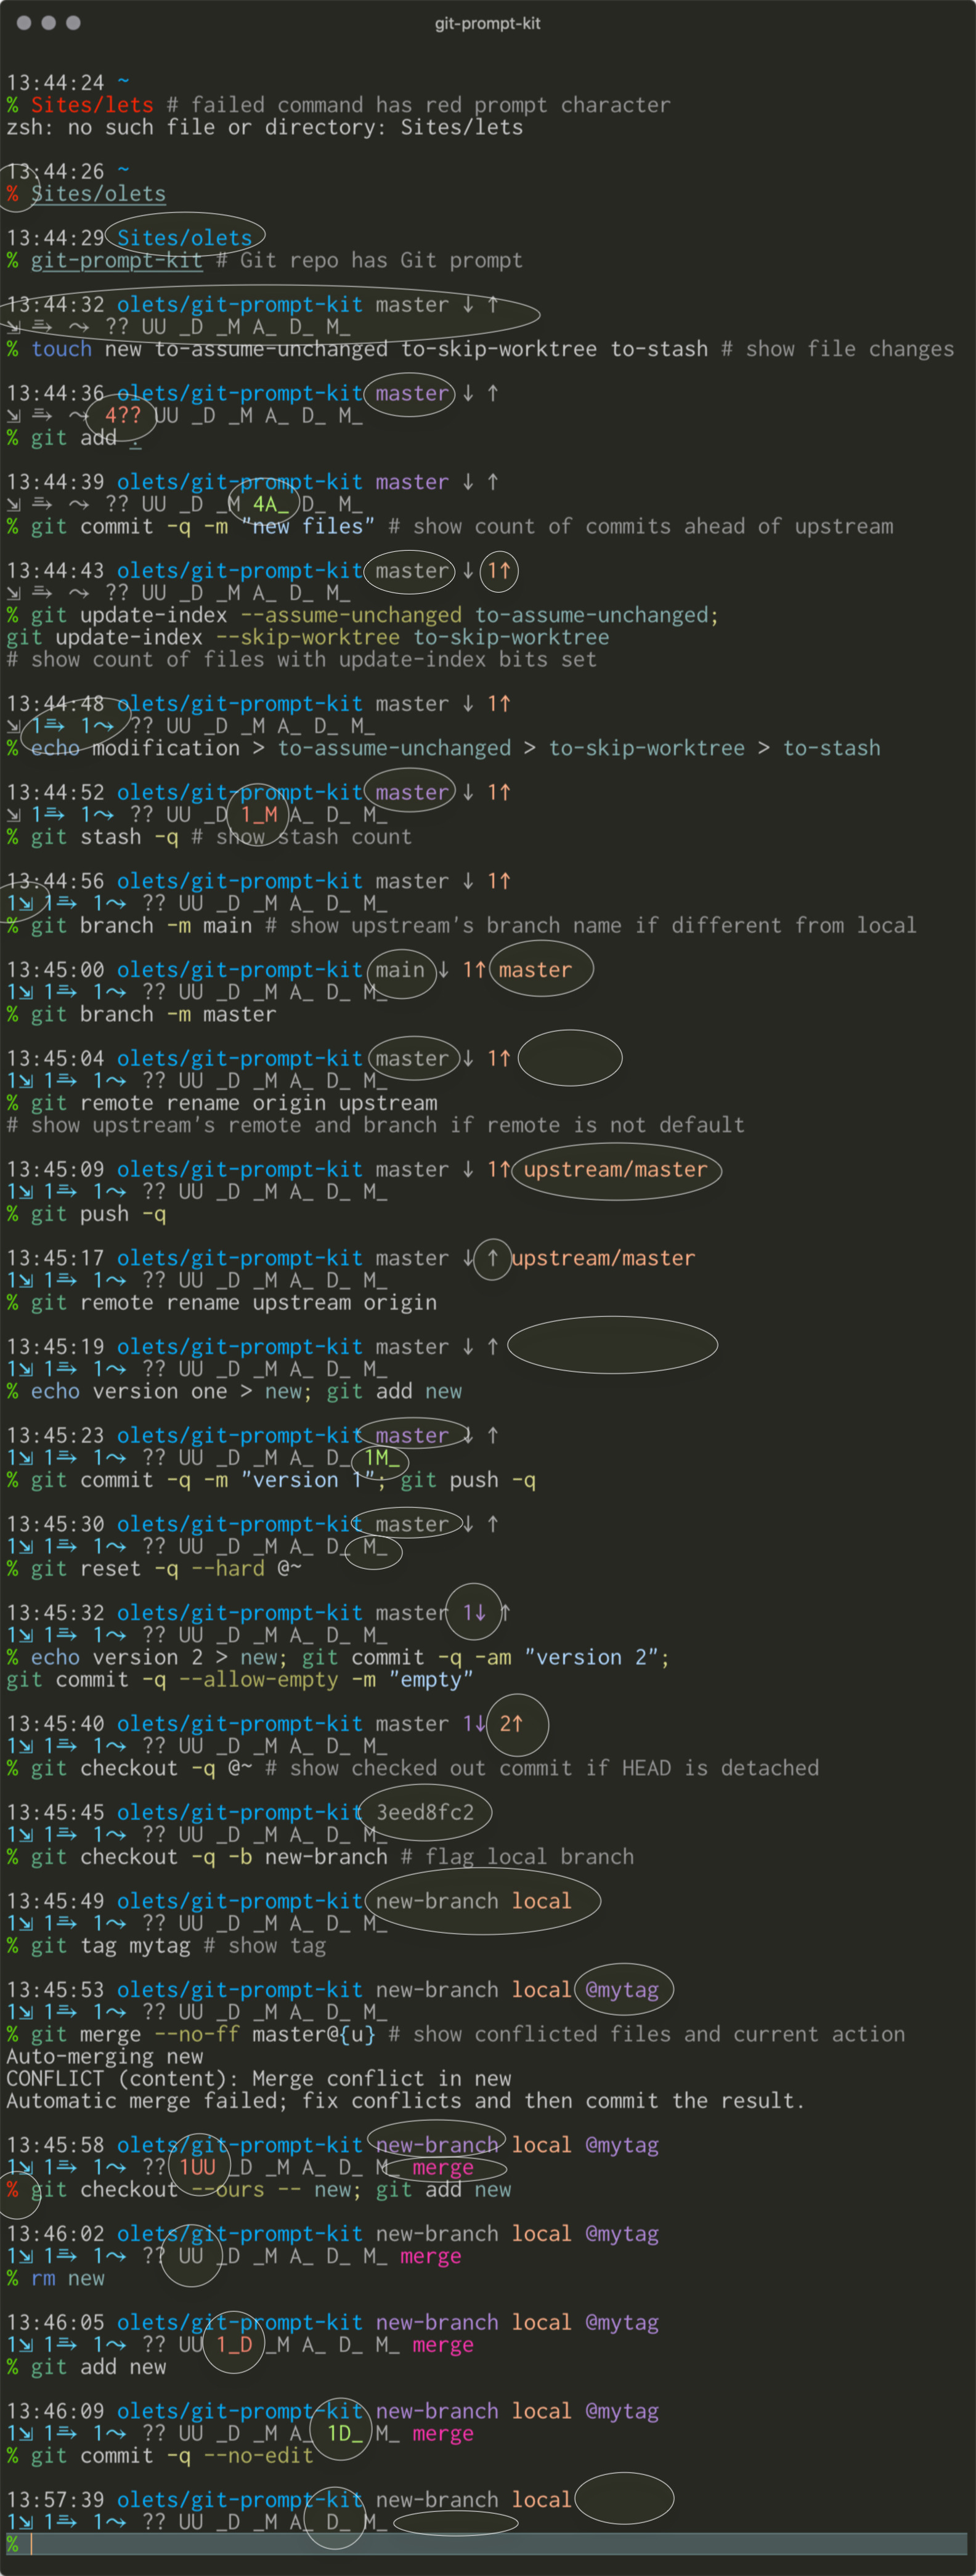 git-prompt-kit
13:44:24 ~
% Sites/lets # failed command has red prompt character
zsh: no such file or directory: Sites/lets
13:44:26 ~
% Sites/olets
13:44:29 Sites/olets
% git-prompt-kit # Git repo has Git prompt
13:44:32 olets/git-prompt-kit master ↓ ↑
⇲ ⥱ ⤳ ?? UU _D _M A_ D_ M_
% touch new to-assume-unchanged to-skip-worktree to-stash # show file changes
13:44:36 olets/git-prompt-kit master ↓ ↑
⇲ ⥱ ⤳ 4?? UU _D _M A_ D_ M_
% git add .
13:44:39 olets/git-prompt-kit master ↓ ↑
⇲ ⥱ ⤳ ?? UU _D _M 4A_ D_ M_
% git commit -q -m "new files" # show count of commits ahead of upstream
13:44:43 olets/git-prompt-kit master ↓ 1↑
⇲ ⥱ ⤳ ?? UU _D _M A_ D_ M_
% git update-index --assume-unchanged to-assume-unchanged;
git update-index --skip-worktree to-skip-worktree
# show count of files with update-index bits set
13:44:48 olets/git-prompt-kit master ↓ 1↑
⇲ 1⥱ 1⤳ ?? UU _D _M A_ D_ M_
% echo modification > to-assume-unchanged > to-skip-worktree > to-stash
13:44:52 olets/git-prompt-kit master ↓ 1↑
⇲ 1⥱ 1⤳ ?? UU _D 1_M A_ D_ M_
% git stash -q # show stash count
13:44:56 olets/git-prompt-kit master ↓ 1↑
1⇲ 1⥱ 1⤳ ?? UU _D _M A_ D_ M_
% git branch -m main # show upstream's branch name if different from local
13:45:00 olets/git-prompt-kit main ↓ 1↑ master
1⇲ 1⥱ 1⤳ ?? UU _D _M A_ D_ M_
% git branch -m master
13:45:04 olets/git-prompt-kit master ↓ 1↑
1⇲ 1⥱ 1⤳ ?? UU _D _M A_ D_ M_
% git remote rename origin upstream
# show upstream's remote and branch if remote is not default
13:45:09 olets/git-prompt-kit master ↓ 1↑ upstream/master
1⇲ 1⥱ 1⤳ ?? UU _D _M A_ D_ M_
% git push -q
13:45:17 olets/git-prompt-kit master ↓ ↑ upstream/master
1⇲ 1⥱ 1⤳ ?? UU _D _M A_ D_ M_
% git remote rename upstream origin
13:45:19 olets/git-prompt-kit master ↓ ↑
1⇲ 1⥱ 1⤳ ?? UU _D _M A_ D_ M_
% echo version one > new; git add new
13:45:23 olets/git-prompt-kit master ↓ ↑
1⇲ 1⥱ 1⤳ ?? UU _D _M A_ D_ 1M_
% git commit -q -m "version 1"; git push -q
13:45:30 olets/git-prompt-kit master ↓ ↑
1⇲ 1⥱ 1⤳ ?? UU _D _M A_ D_ M_
% git reset -q --hard @~
13:45:32 olets/git-prompt-kit master 1↓ ↑
1⇲ 1⥱ 1⤳ ?? UU _D _M A_ D_ M_
% echo version 2 > new; git commit -q -am "version 2";
git commit -q --allow-empty -m "empty"
13:45:40 olets/git-prompt-kit master 1↓ 2↑
1⇲ 1⥱ 1⤳ ?? UU _D _M A_ D_ M_
% git checkout -q @~ # show checked out commit if HEAD is detached
13:45:45 olets/git-prompt-kit 3eed8fc2
1⇲ 1⥱ 1⤳ ?? UU _D _M A_ D_ M_
% git checkout -q -b new-branch # flag local branch
13:45:49 olets/git-prompt-kit new-branch local
1⇲ 1⥱ 1⤳ ?? UU _D _M A_ D_ M_
% git tag mytag # show tag
13:45:53 olets/git-prompt-kit new-branch local @mytag
1⇲ 1⥱ 1⤳ ?? UU _D _M A_ D_ M_
% git merge --no-ff master@{u} # show conflicted files and current action
Auto-merging new
CONFLICT (content): Merge conflict in new
Automatic merge failed; fix conflicts and then commit the result.
13:45:58 olets/git-prompt-kit new-branch local @mytag
1⇲ 1⥱ 1⤳ ?? 1UU _D _M A_ D_ M_ merge
% git checkout --ours -- new; git add new
13:46:02 olets/git-prompt-kit new-branch local @mytag
1⇲ 1⥱ 1⤳ ?? UU _D _M A_ D_ M_ merge
% rm new
13:46:05 olets/git-prompt-kit new-branch local @mytag
1⇲ 1⥱ 1⤳ ?? UU 1_D _M A_ D_ M_ merge
% git add new
13:46:09 olets/git-prompt-kit new-branch local @mytag
1⇲ 1⥱ 1⤳ ?? UU _D _M A_ 1D_ M_ merge
% git commit -q --no-edit
13:57:39 olets/git-prompt-kit new-branch local
1⇲ 1⥱ 1⤳ ?? UU _D _M A_ D_ M_
%